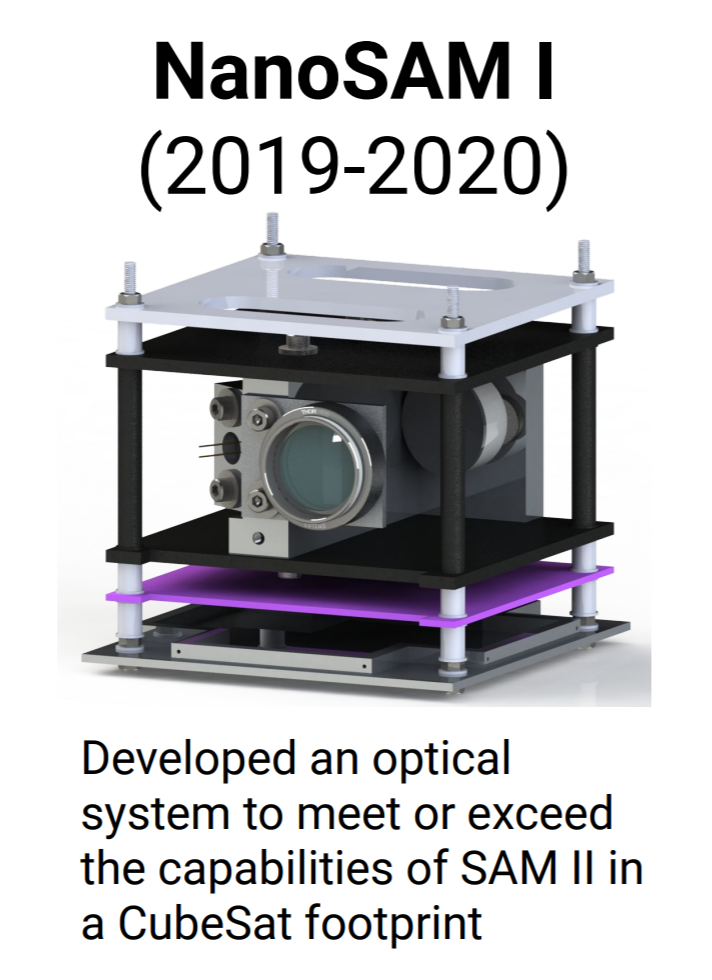 NanoSAM I
(2019-2020)
THOR
Developed an optical
system to meet or exceed
the capabilities of SAM II in
a CubeSat footprint